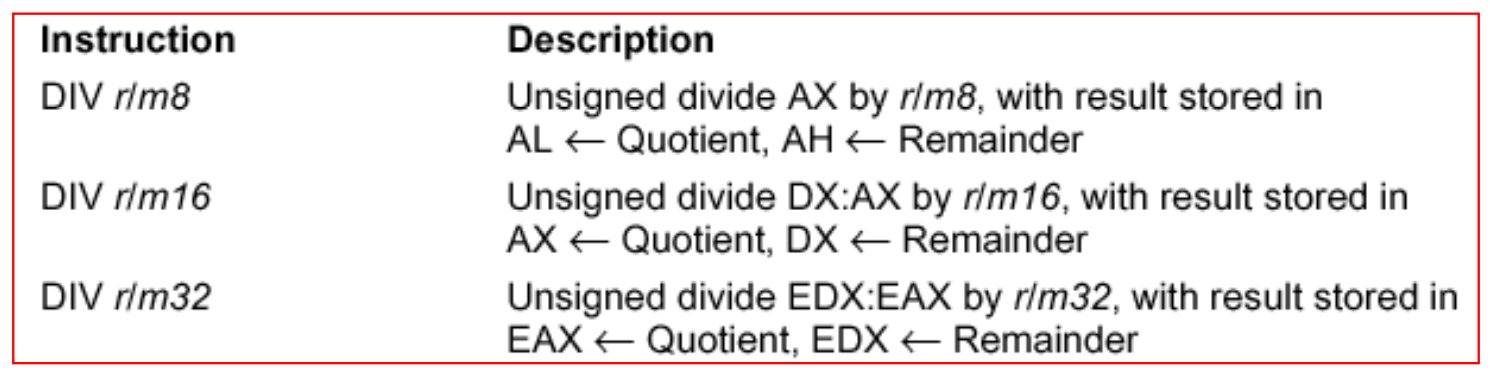 Instruction Description
DIV r/m8 Unsigned divide AX by r/m8, with result stored in
AL ← Quotient, AH ← Remainder
DIV r/m16 Unsigned divide DX:AX by r/m16, with result stored in
AX ← Quotient, DX ← Remainder
DIV r/m32 Unsigned divide EDX:EAX by r/m32, with result stored in
EAX ← Quotient, EDX ← Remainder